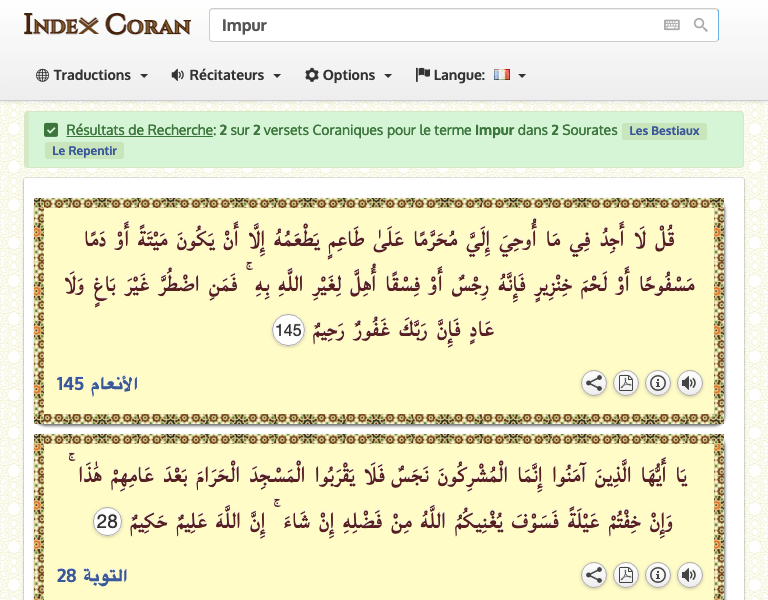 INDEX CORAN
Impur
Traductions Récitateurs Options Langue:
Résultats de Recherche: 2 sur 2 versets Coraniques pour le terme Impur dans 2 Sourates Les Bestiaux
Le Repentir
قُلْ لَا أَجِدُ فِي مَا أُوحِيَ إِلَيَّ مُحَرَّمًا عَلَىٰ طَاعِمٍ يَطْعَمُهُ إِلَّا أَنْ يَكُونَ مَيْتَةً أَوْ دَمًا
مَسْفُوحًا أَوْ لَحْمَ خِنْزِيرٍ فَإِنَّهُ رِجْسٌ أَوْ فِسْقًا أُهِلَّ لِغَيْرِ اللَّهِ بِهِ ۚ فَمَنِ اضْطُرَّ غَيْرَ بَاغٍ وَلَا
عَادٍ فَإِنَّ رَبَّكَ غَفُورٌ رَحِيمٌ 145
الأنعام 145
يَا أَيُّهَا الَّذِينَ آمَنُوا إِنَّمَا الْمُشْرِكُونَ نَجَسٌ فَلَا يَقْرَبُوا الْمَسْجِدَ الْحَرَامَ بَعْدَ عَامِهِمْ هَٰذَا ۚ
وَإِنْ خِفْتُمْ عَيْلَةً فَسَوْفَ يُغْنِيكُمُ اللَّهُ مِنْ فَضْلِهِ إِنْ شَاءَ ۚ إِنَّ اللَّهَ عَلِيمٌ حَكِيمٌ 28
التوبة 28